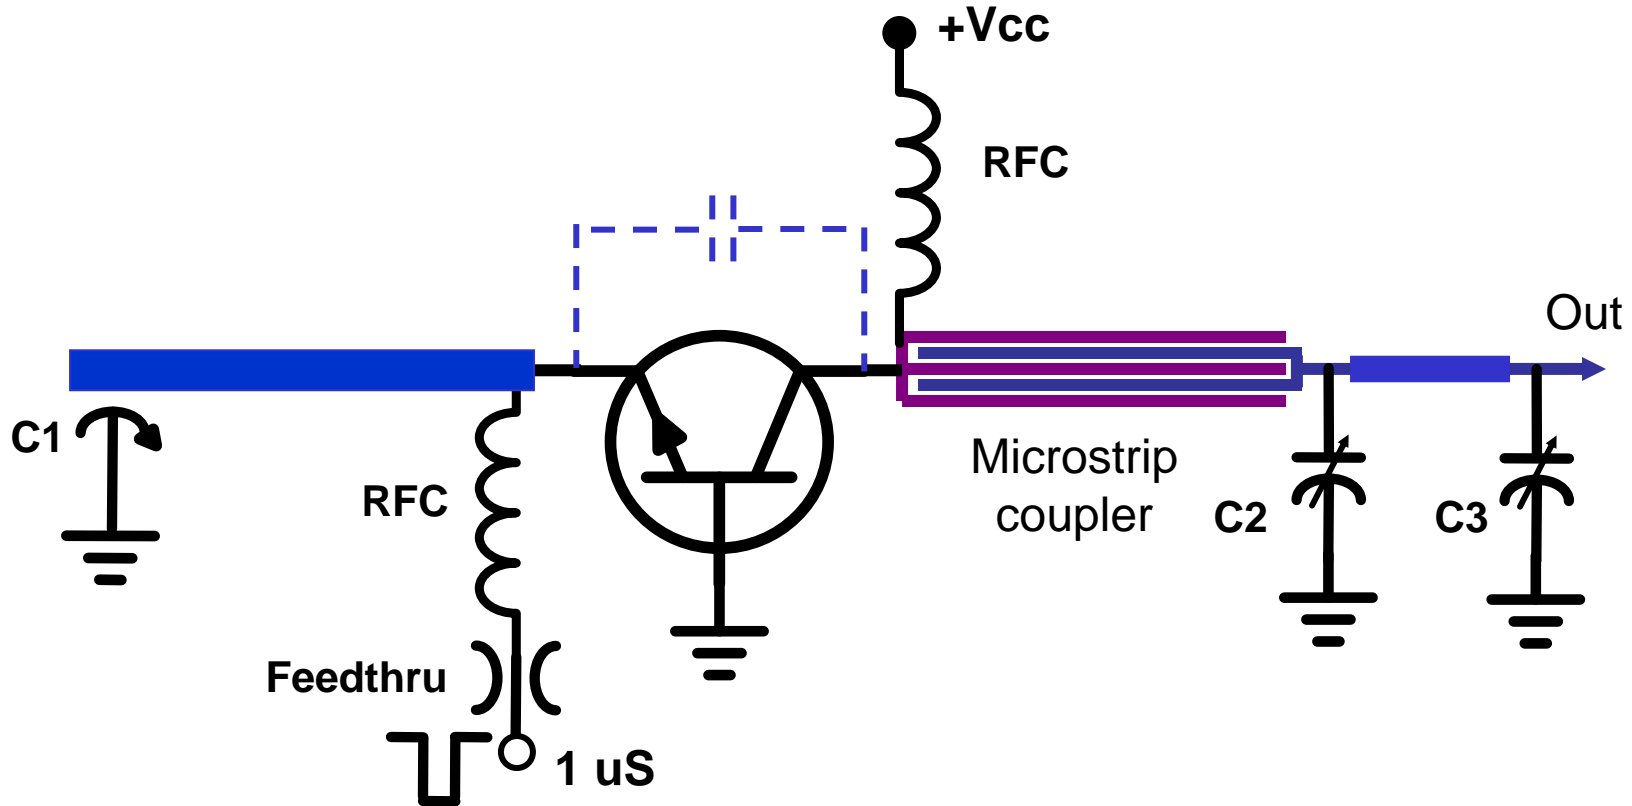 +Vcc
RFC
Out
C1
Microstrip
coupler
RFC
C2
C3
Feedthru
1 uS